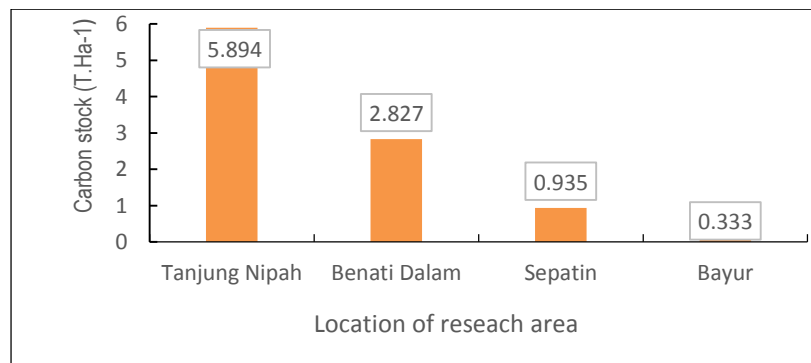 Carbon stock (T.Ha-1)
6
5
4
3
2
1
0
5.894
2.827
0.935
0.333
Tanjung Nipah
Benati Dalam
Sepatin
Bayur
Location of reseach area